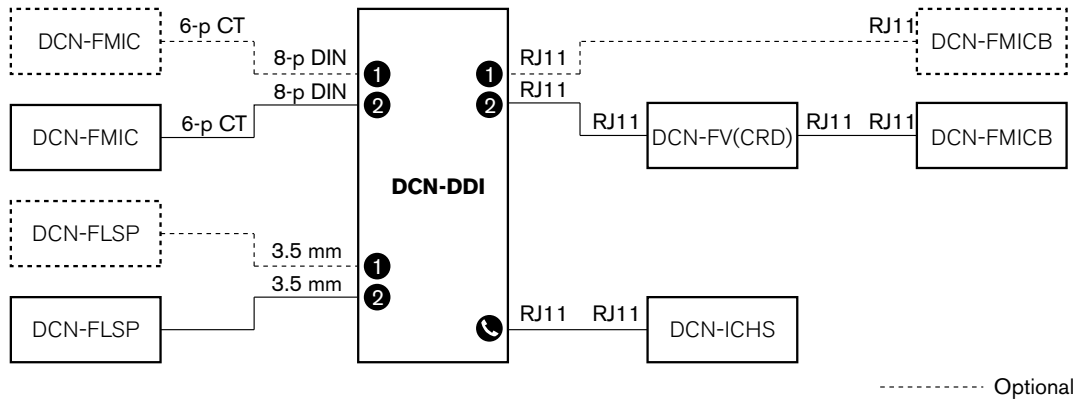 DCN-FMIC
6-p CT
8-p DIN
1
8-p DIN
2
DCN-FMIC
6-p CT
DCN-FLSP
3.5 mm
1
3.5 mm
2
DCN-FLSP
DCN-DDI
1
RJ11
RJ11
DCN-FMICB
2
RJ11
RJ11
DCN-FV(CRD)
RJ11
RJ11
DCN-FMICB
RJ11
RJ11
DCN-ICHS
Optional